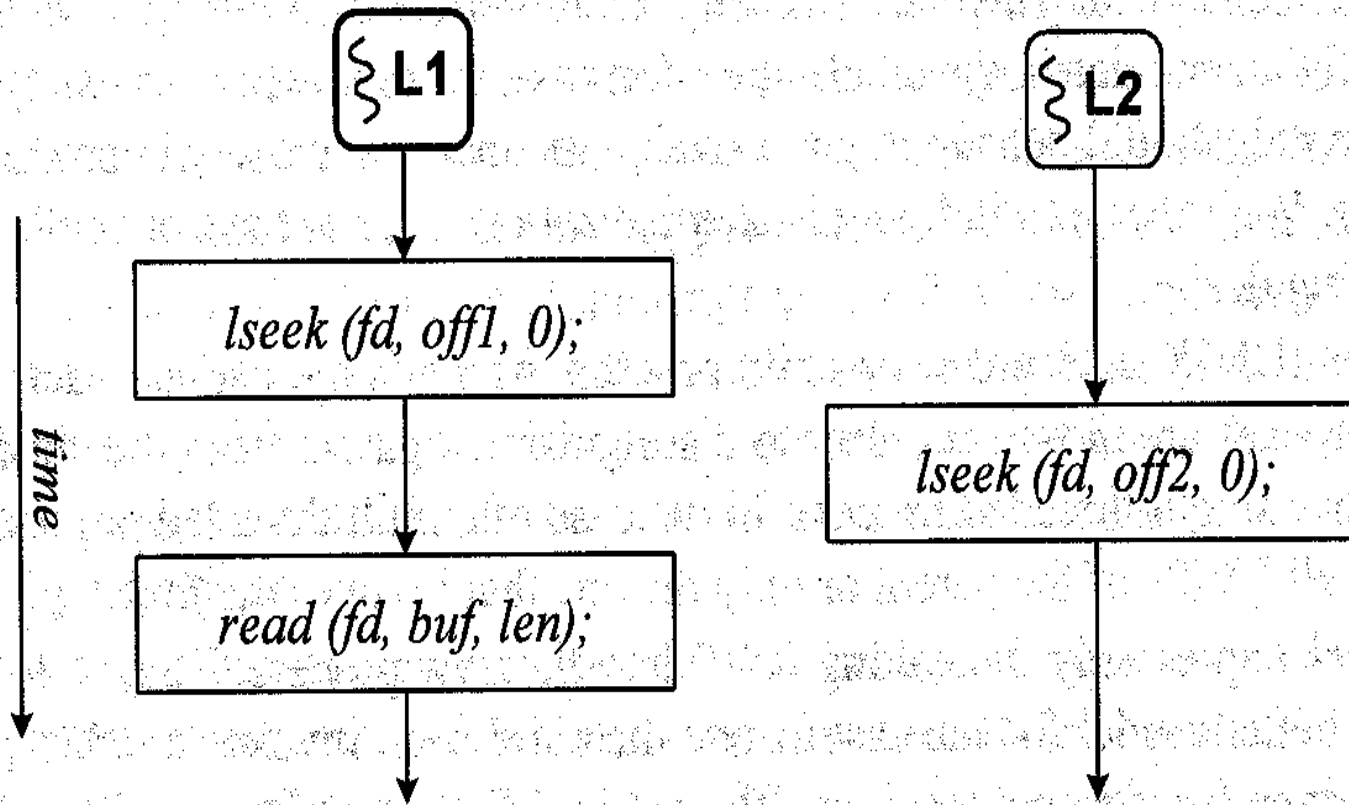 L1
L2
lseek (fd, off1, 0);
lseek (fd, off2, 0);
time
read (fd, buf, len);